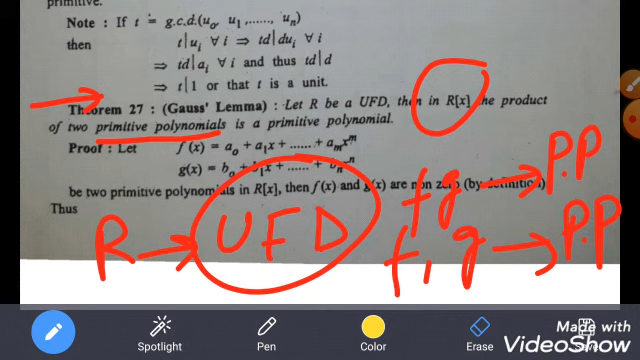 primitive.
Note : If t = g.c.d.(u₀, u₁,......, uₙ)
then t|uᵢ ∀ i ⇒ td|duᵢ ∀ i
⇒ td|aᵢ ∀ i and thus td|d
⇒ t|1 or that t is a unit.
Theorem 27 : (Gauss' Lemma) : Let R be a UFD, then in R[x] the product
of two primitive polynomials is a primitive polynomial.
Proof : Let f(x) = a₀ + a₁x + ...... + aₘxᵐ
g(x) = b₀ + b₁x + ...... + bₙxⁿ
be two primitive polynomials in R[x], then f(x) and g(x) are non zero (by definition)
Thus
fg → P.P
R → UFD
f, g → P.P
Spotlight
Pen
Color
Erase
Save
Made with
VideoShow